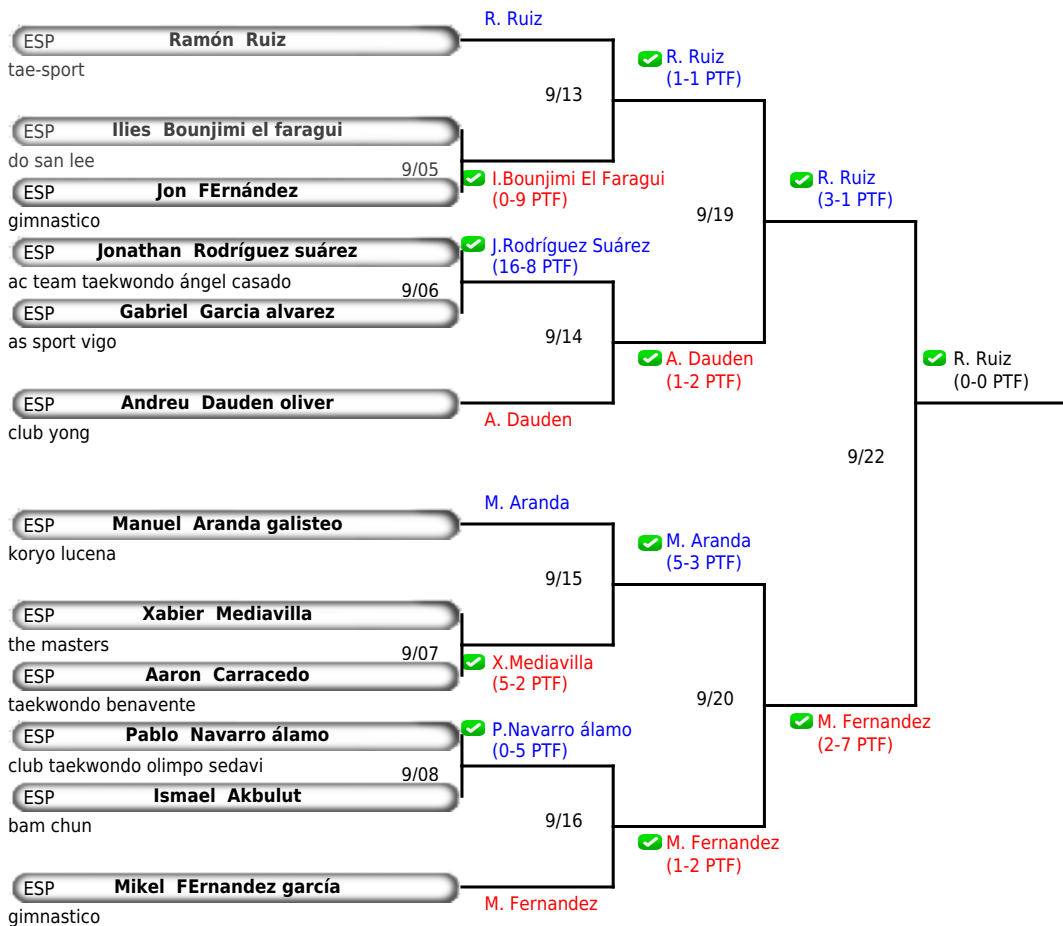 R. Ruiz
ESP Ramón Ruiz
tae-sport
R. Ruiz
(1-1 PTF)
9/13
ESP Ilies Bounjimi el faragui
do san lee
9/05
ESP Jon FErnández
gimnastico
I.Bounjimi El Faragui
(0-9 PTF)
R. Ruiz
(3-1 PTF)
9/19
ESP Jonathan Rodríguez suárez
ac team taekwondo ángel casado
J.Rodríguez Suárez
(16-8 PTF)
9/06
ESP Gabriel Garcia alvarez
as sport vigo
9/14
A. Dauden
(1-2 PTF)
R. Ruiz
(0-0 PTF)
ESP Andreu Dauden oliver
club yong
A. Dauden
9/22
M. Aranda
ESP Manuel Aranda galisteo
koryo lucena
M. Aranda
(5-3 PTF)
9/15
ESP Xabier Mediavilla
the masters
9/07
ESP Aaron Carracedo
taekwondo benavente
X.Mediavilla
(5-2 PTF)
9/20
M. Fernandez
(2-7 PTF)
ESP Pablo Navarro álamo
club taekwondo olimpo sedavi
P.Navarro álamo
(0-5 PTF)
9/08
ESP Ismael Akbulut
bam chun
9/16
M. Fernandez
(1-2 PTF)
ESP Mikel FErnandez garcía
gimnastico
M. Fernandez